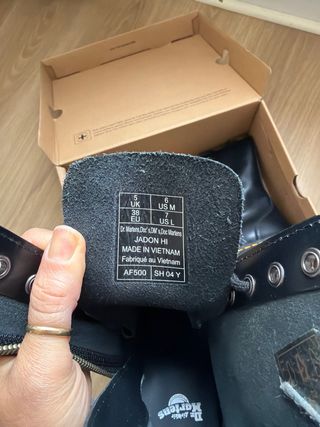 5 UK
6 US M
38 EU
7 US L
Dr. Martens,Doc's,DM's,Doc Martens
JADON HI
MADE IN VIETNAM
Fabriqué au Vietnam
AF500
SH 04 Y
Dr.
Martens